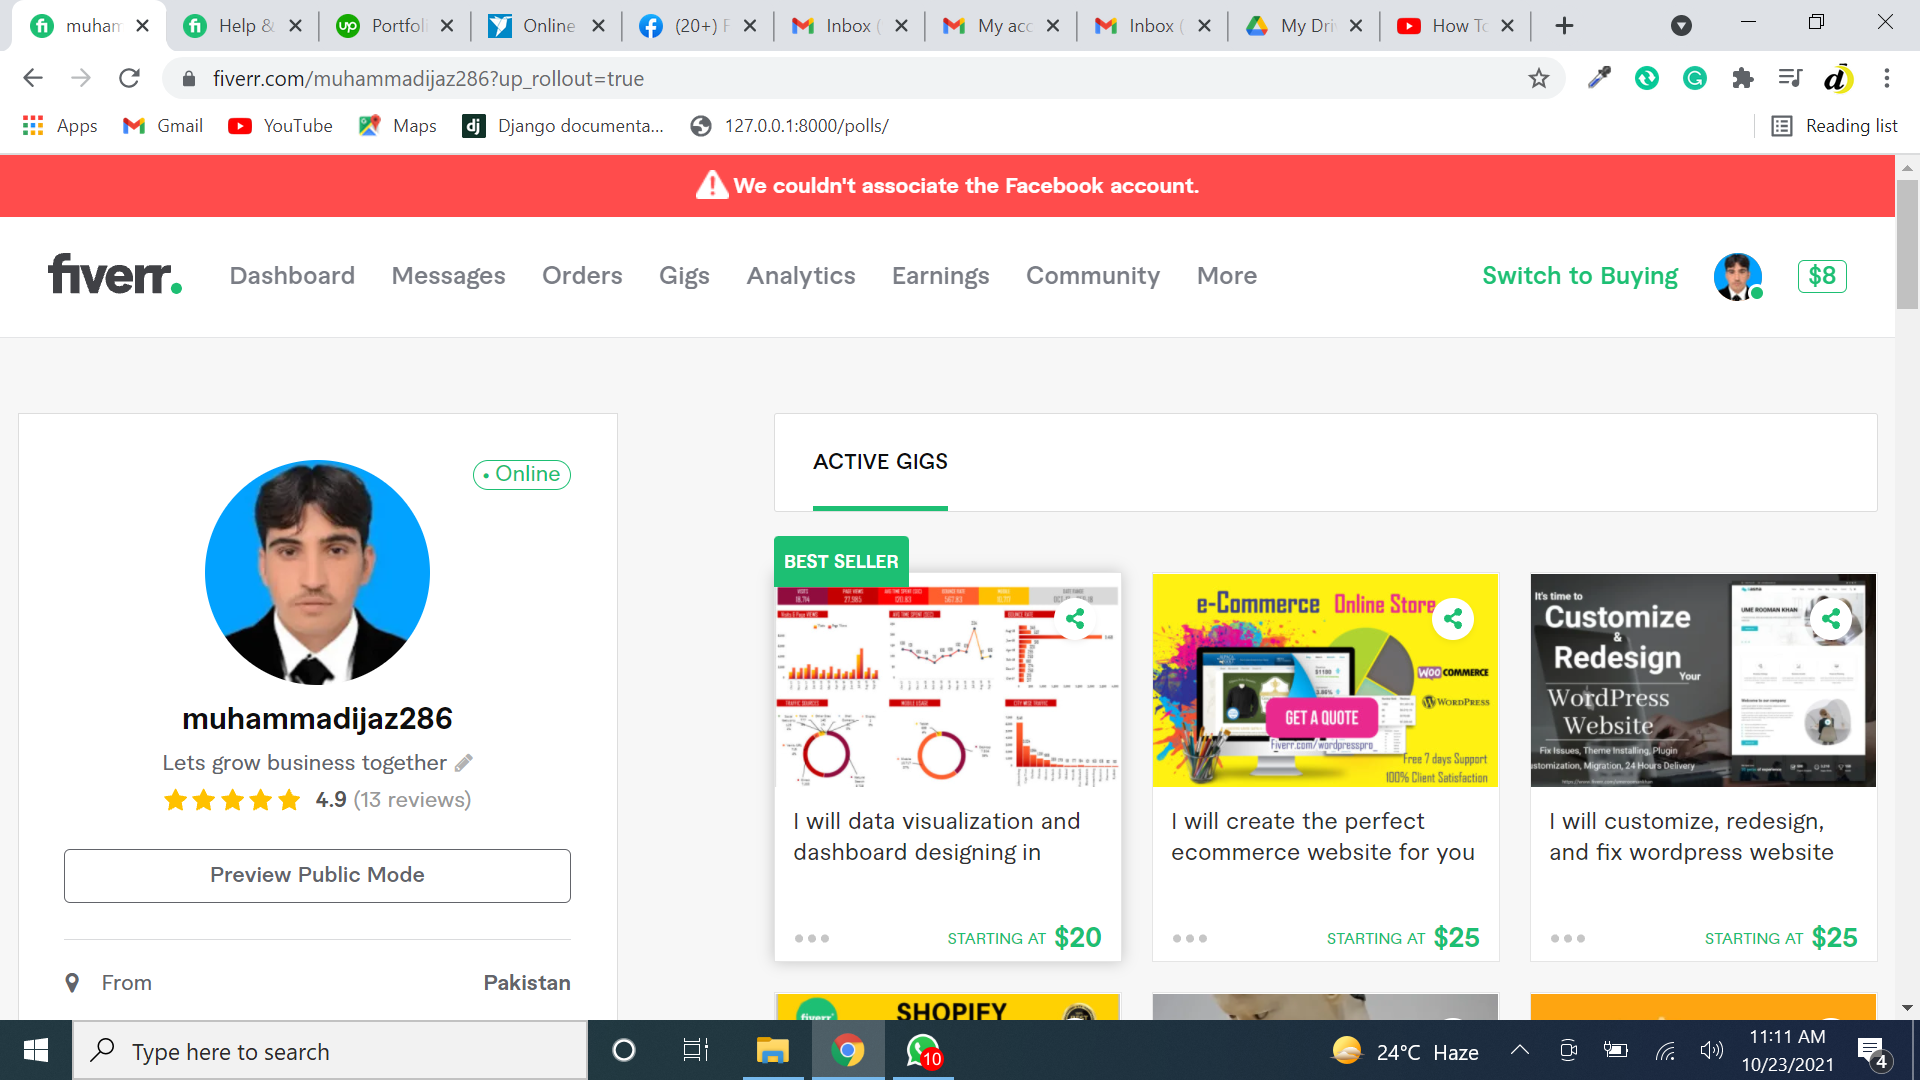 muham
Help &
Portfoli
Online
(20+) F
Inbox (
My acc
Inbox (
My Dri
How To
fiverr.com/muhammadijaz286?up_rollout=true
Apps
Gmail
YouTube
Maps
Django documenta...
127.0.0.1:8000/polls/
Reading list
We couldn't associate the Facebook account.
fiverr.
Dashboard
Messages
Orders
Gigs
Analytics
Earnings
Community
More
Switch to Buying
$8
• Online
muhammadijaz286
Lets grow business together
4.9 (13 reviews)
Preview Public Mode
From
Pakistan
ACTIVE GIGS
BEST SELLER
I will data visualization and
dashboard designing in
STARTING AT $20
e-Commerce Online Store
WOO COMMERCE
WORDPRESS
GET A QUOTE
Fiverr.com/wordpresspro_
Free 7 days Support
100% Client Satisfaction
I will create the perfect
ecommerce website for you
STARTING AT $25
It's time to
Customize
&
Redesign
Your
WordPress
Website
Fix Issues, Theme Installing, Plugin
ustomization, Migration, 24 Hours Delivery
UME ROOMAN KHAN
I will customize, redesign,
and fix wordpress website
STARTING AT $25
fiverr
SHOPIFY
Type here to search
10
24°C Haze
11:11 AM
10/23/2021
4